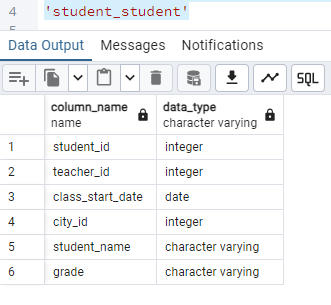 4 'student_student'
Data Output Messages Notifications
SQL
column_name data_type
name character varying
1 student_id integer
2 teacher_id integer
3 class_start_date date
4 city_id integer
5 student_name character varying
6 grade character varying